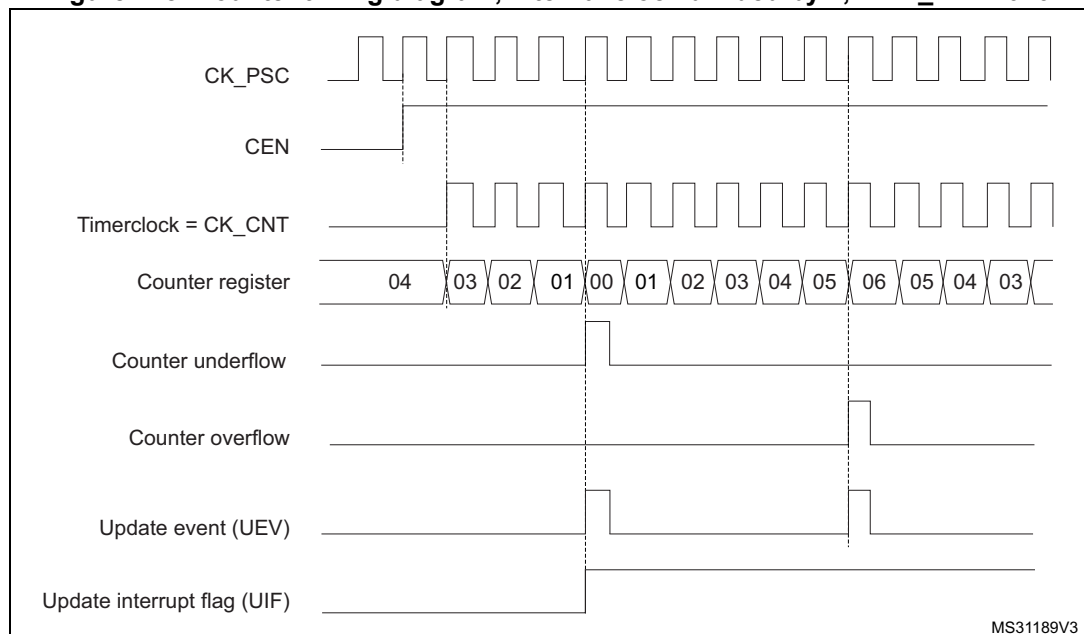 CK_PSC
CEN
Timerclock = CK_CNT
Counter register 04 03 02 01 00 01 02 03 04 05 06 05 04 03
Counter underflow
Counter overflow
Update event (UEV)
Update interrupt flag (UIF)
MS31189V3